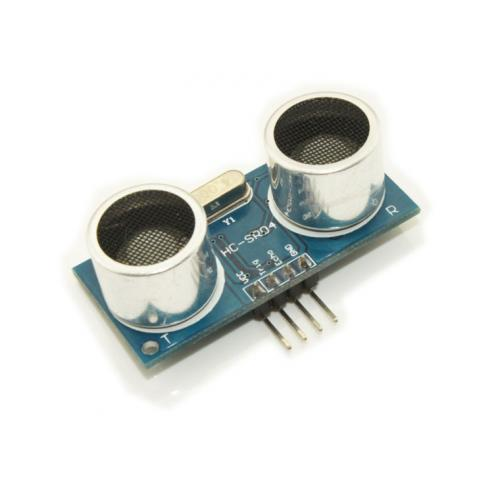 Y1
HC-SR04
R
Vcc
Trig
Echo
GND
T